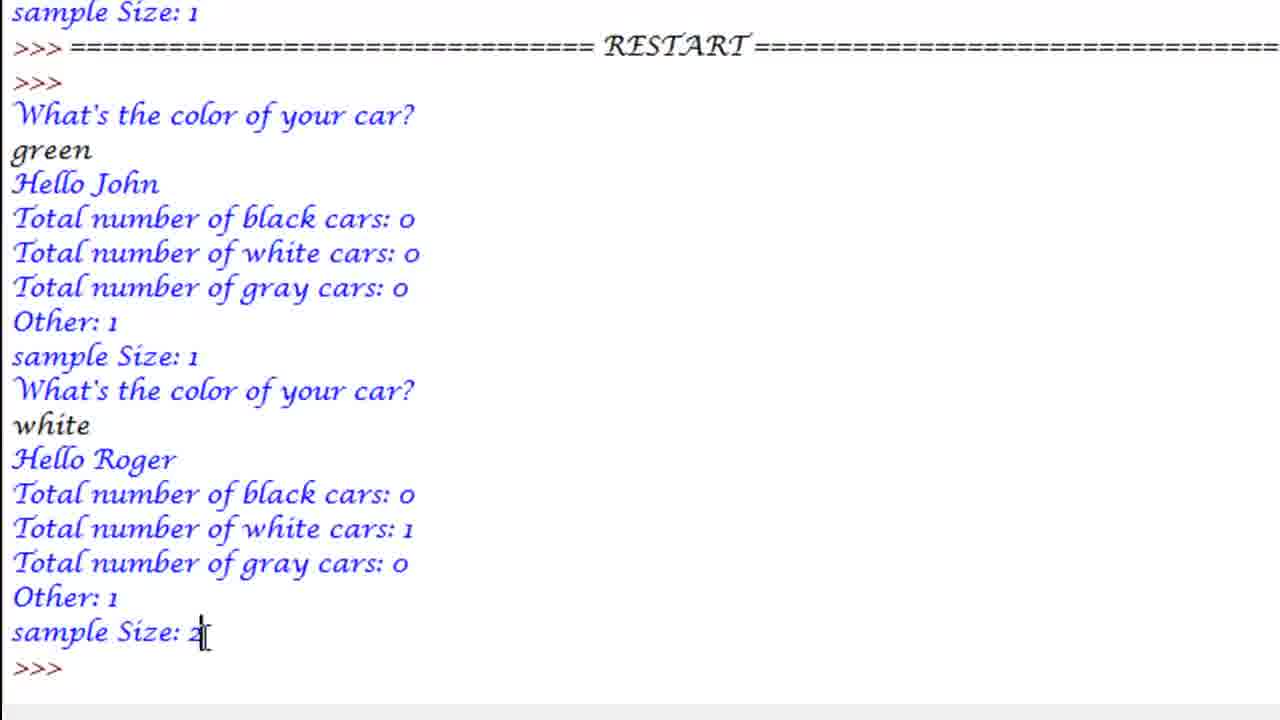 sample Size: 1
>>> ================================ RESTART ================================
>>>
What's the color of your car?
green
Hello John
Total number of black cars: 0
Total number of white cars: 0
Total number of gray cars: 0
Other: 1
sample Size: 1
What's the color of your car?
white
Hello Roger
Total number of black cars: 0
Total number of white cars: 1
Total number of gray cars: 0
Other: 1
sample Size: 2
>>>